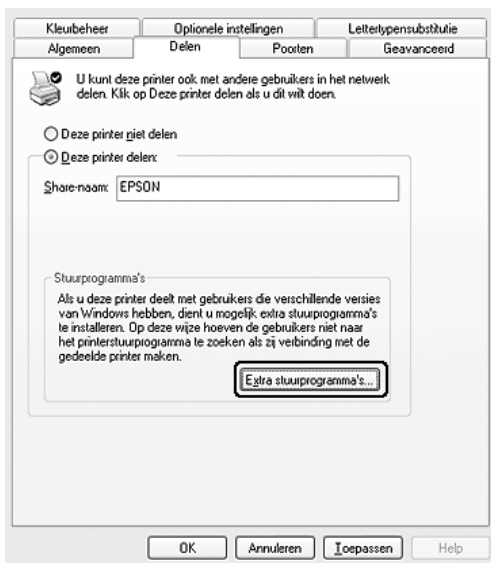 Kleurbeheer Optionele instellingen Lettertypensubstitutie
Algemeen Delen Poorten Geavanceerd
U kunt deze printer ook met andere gebruikers in het netwerk
delen. Klik op Deze printer delen als u dit wilt doen.
Deze printer niet delen
Deze printer delen:
Share-naam: EPSON
Stuurprogramma's
Als u deze printer deelt met gebruikers die verschillende versies
van Windows hebben, dient u mogelijk extra stuurprogramma's
te installeren. Op deze wijze hoeven de gebruikers niet naar
het printerstuurprogramma te zoeken als zij verbinding met de
gedeelde printer maken.
Extra stuurprogramma's...
OK Annuleren Toepassen Help